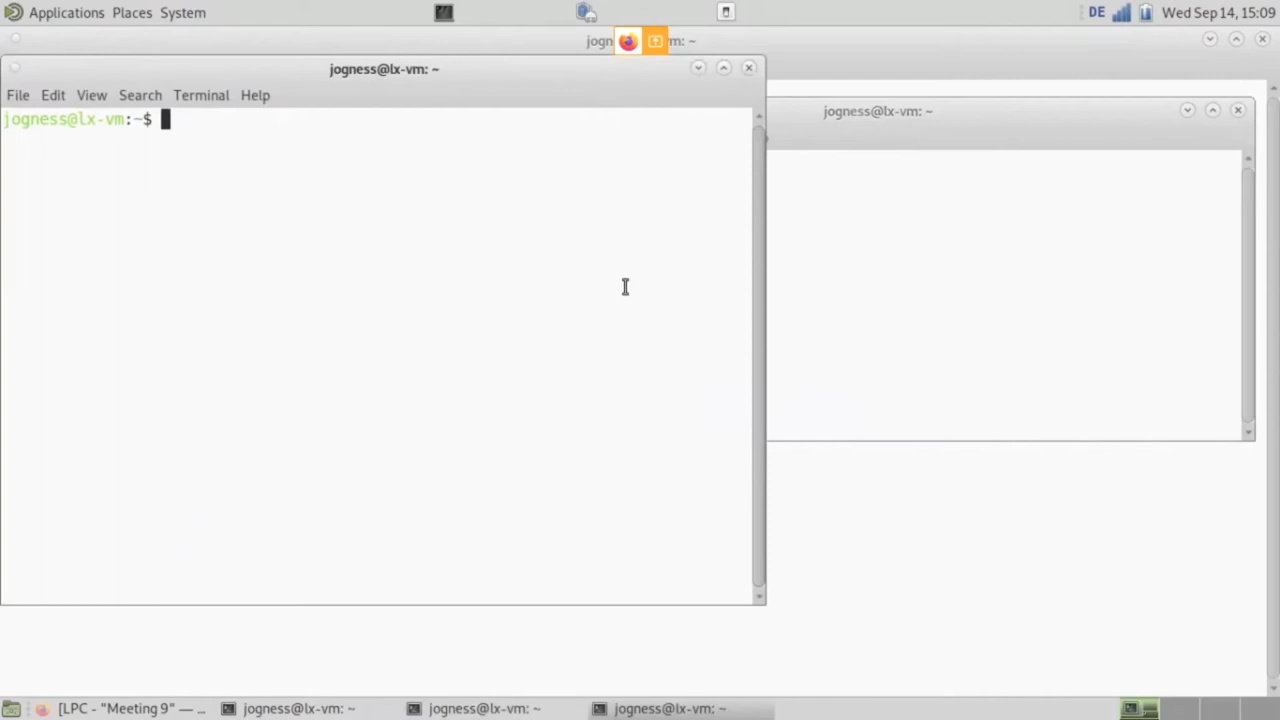 Applications Places System
DE Wed Sep 14, 15:09
jogn m: ~
jogness@lx-vm: ~
File Edit View Search Terminal Help
jogness@lx-vm:~$
jogness@lx-vm: ~
[LPC - "Meeting 9" — ...
jogness@lx-vm: ~
jogness@lx-vm: ~
jogness@lx-vm: ~